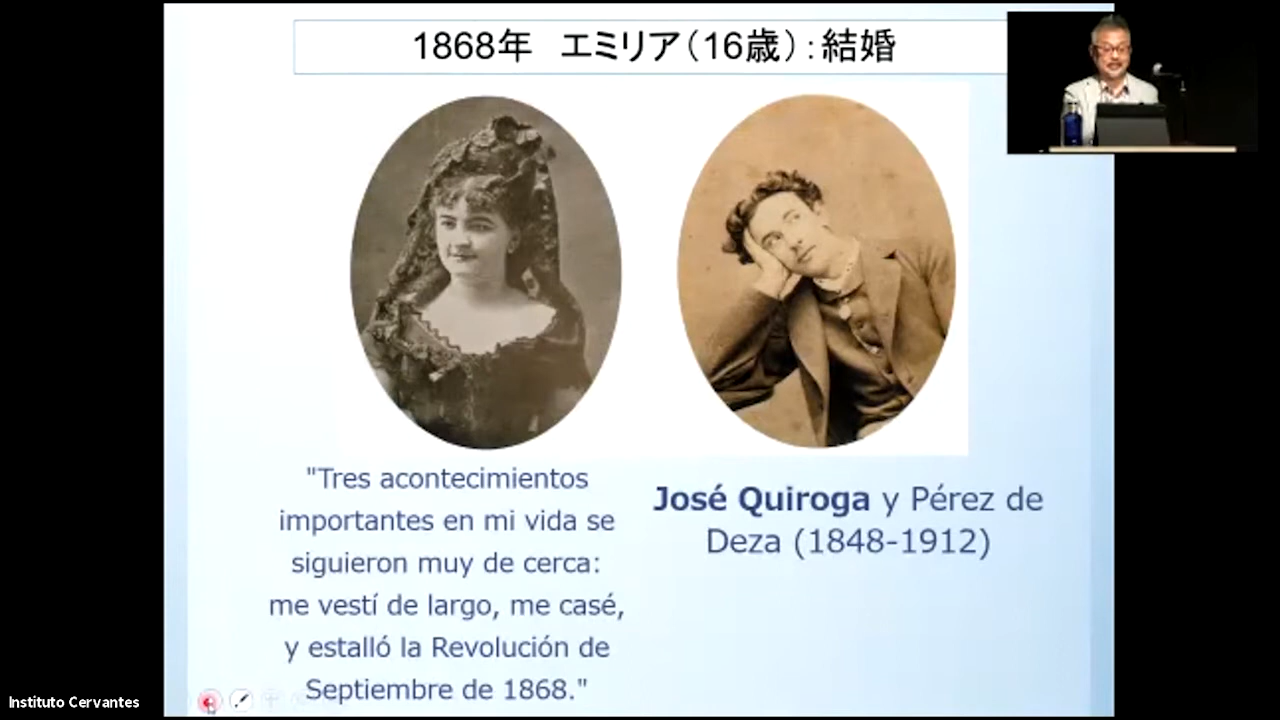 1868年　エミリア（16歳）：結婚
"Tres acontecimientos
importantes en mi vida se
siguieron muy de cerca:
me vestí de largo, me casé,
y estalló la Revolución de
Septiembre de 1868."
José Quiroga y Pérez de
Deza (1848-1912)
Instituto Cervantes